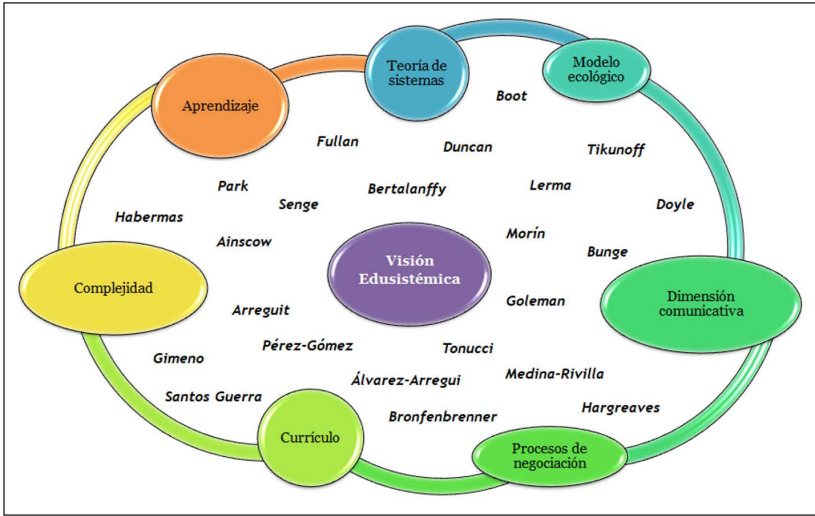 Teoría de
sistemas
Modelo
ecológico
Aprendizaje
Boot
Fullan
Duncan
Tikunoff
Park
Bertalanffy
Lerma
Senge
Doyle
Habermas
Morín
Ainscow
Bunge
Visión
Edusistémica
Complejidad
Dimensión
comunicativa
Goleman
Arreguit
Pérez-Gómez
Tonucci
Gimeno
Medina-Rivilla
Álvarez-Arregui
Santos Guerra
Hargreaves
Bronfenbrenner
Currículo
Procesos de
negociación